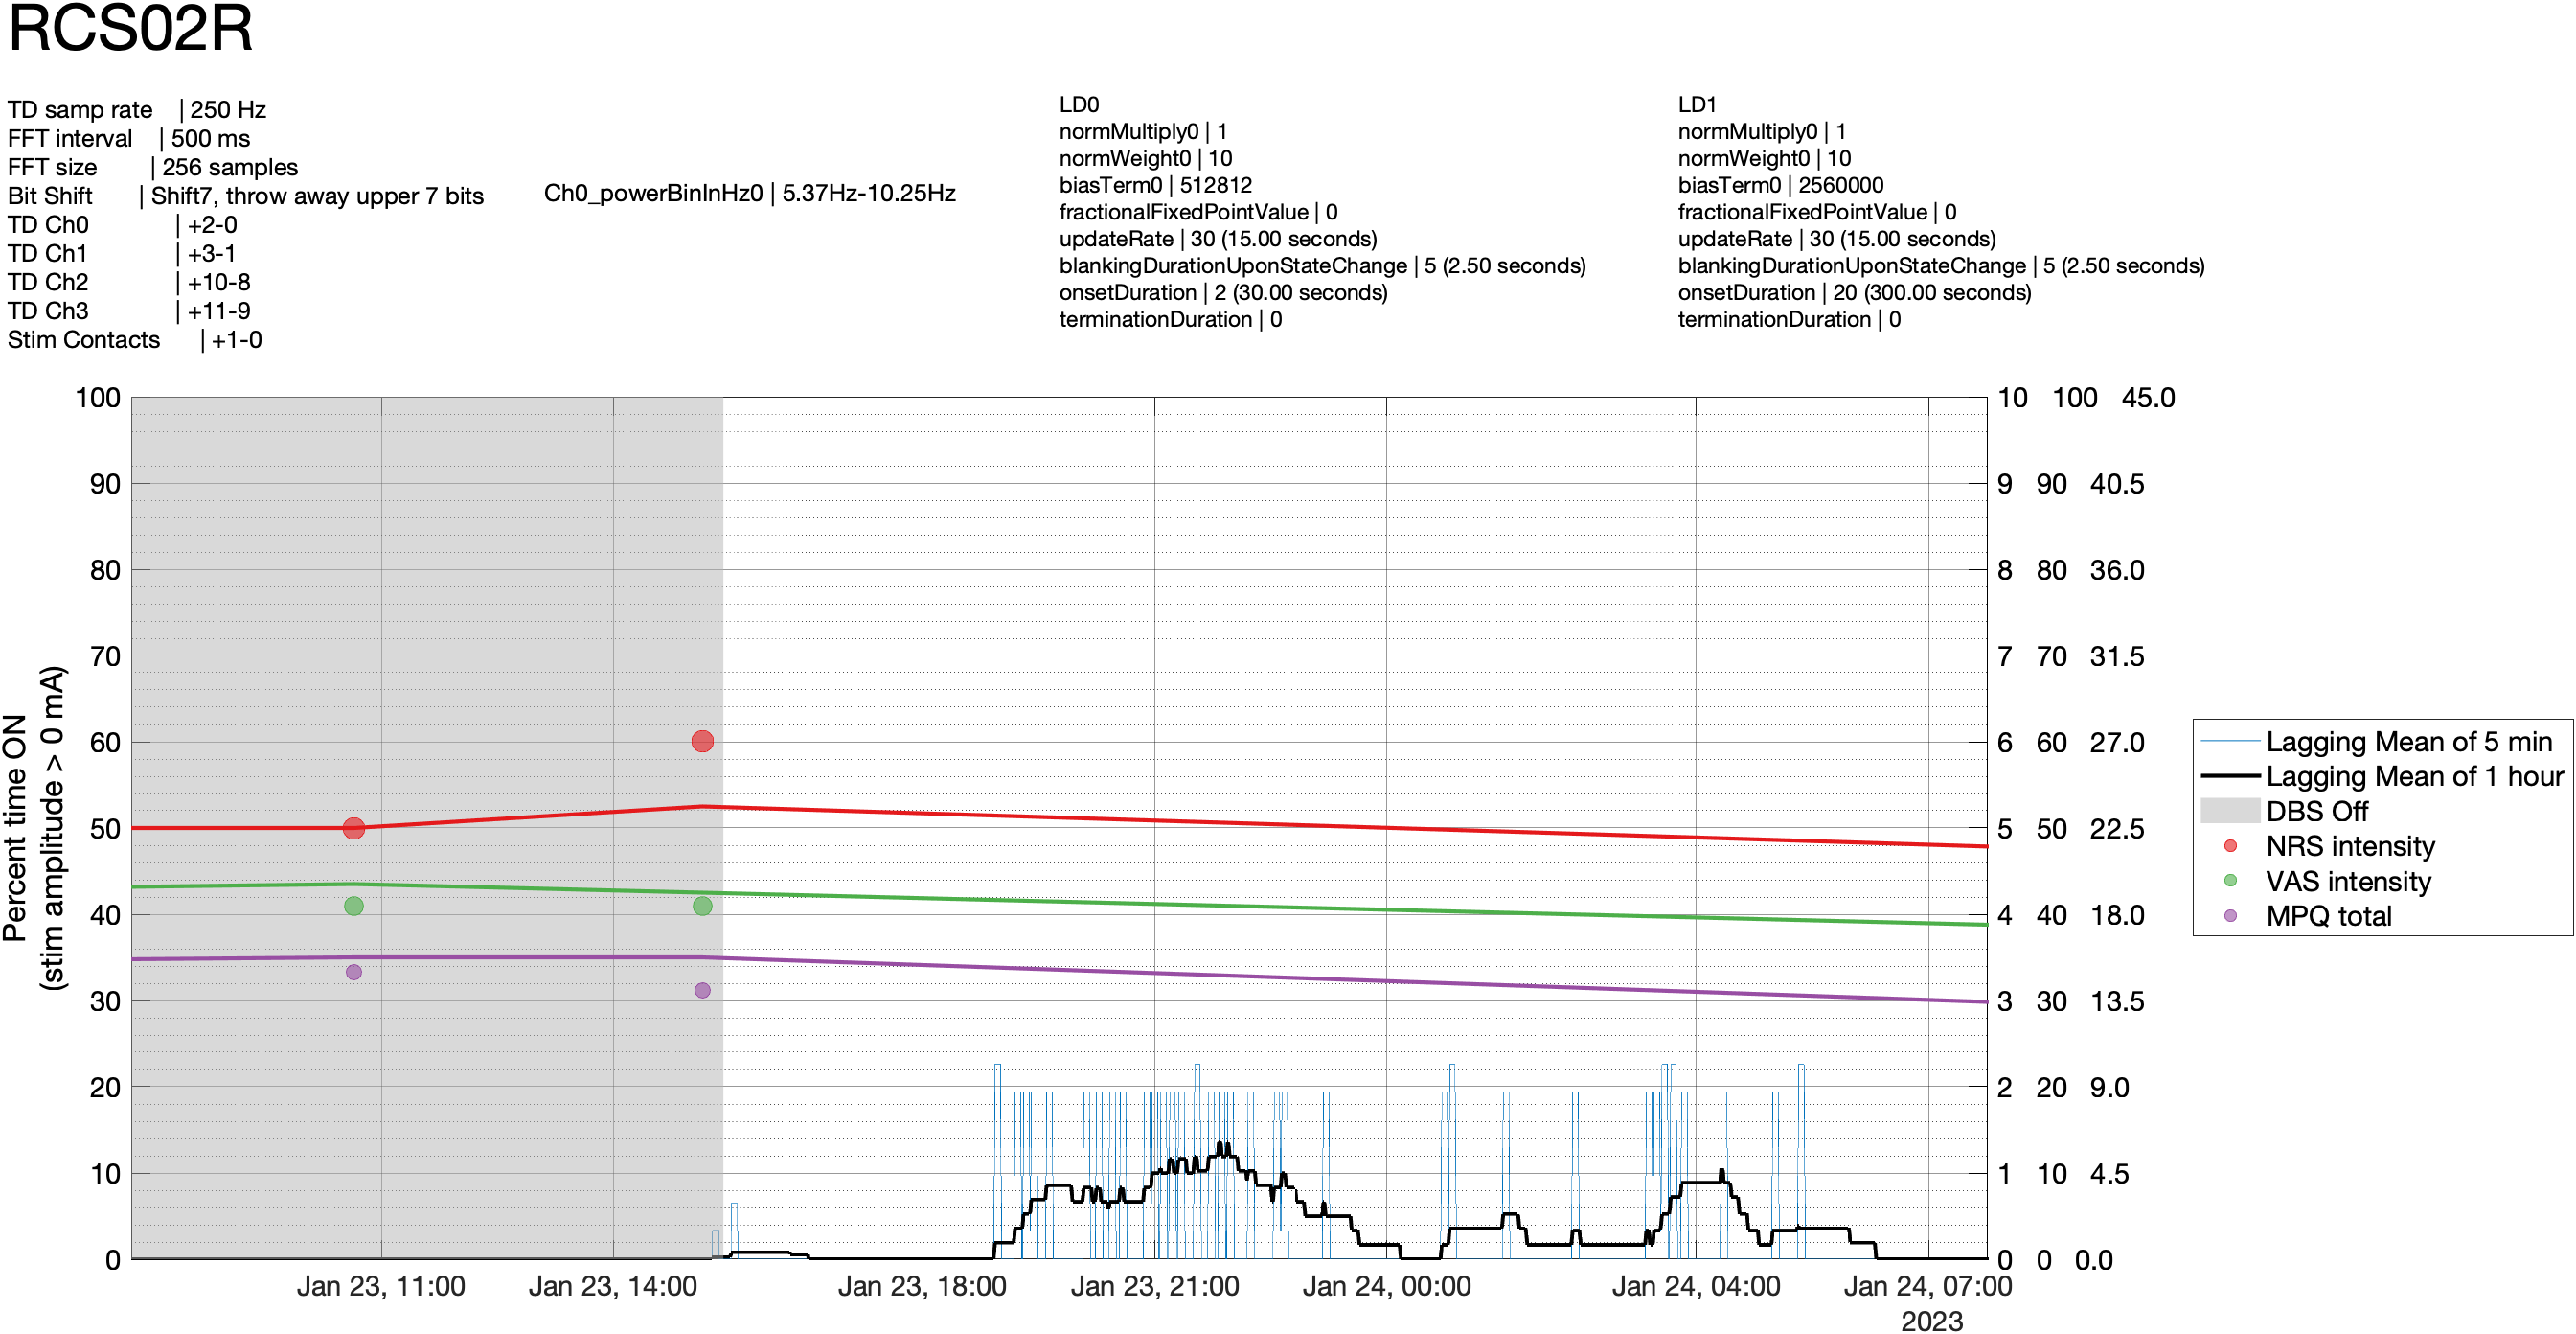 RCS02R
TD samp rate | 250 Hz
FFT interval | 500 ms
FFT size | 256 samples
Bit Shift | Shift7, throw away upper 7 bits
TD Ch0 | +2-0
TD Ch1 | +3-1
TD Ch2 | +10-8
TD Ch3 | +11-9
Stim Contacts | +1-0
Ch0_powerBinInHz0 | 5.37Hz-10.25Hz
LD0
normMultiply0 | 1
normWeight0 | 10
biasTerm0 | 512812
fractionalFixedPointValue | 0
updateRate | 30 (15.00 seconds)
blankingDurationUponStateChange | 5 (2.50 seconds)
onsetDuration | 2 (30.00 seconds)
terminationDuration | 0
LD1
normMultiply0 | 1
normWeight0 | 10
biasTerm0 | 2560000
fractionalFixedPointValue | 0
updateRate | 30 (15.00 seconds)
blankingDurationUponStateChange | 5 (2.50 seconds)
onsetDuration | 20 (300.00 seconds)
terminationDuration | 0
Percent time ON
(stim amplitude > 0 mA)
100
90
80
70
60
50
40
30
20
10
0
10 100 45.0
9 90 40.5
8 80 36.0
7 70 31.5
6 60 27.0
5 50 22.5
4 40 18.0
3 30 13.5
2 20 9.0
1 10 4.5
0 0 0.0
Jan 23, 11:00
Jan 23, 14:00
Jan 23, 18:00
Jan 23, 21:00
Jan 24, 00:00
Jan 24, 04:00
Jan 24, 07:00
2023
Lagging Mean of 5 min
Lagging Mean of 1 hour
DBS Off
NRS intensity
VAS intensity
MPQ total